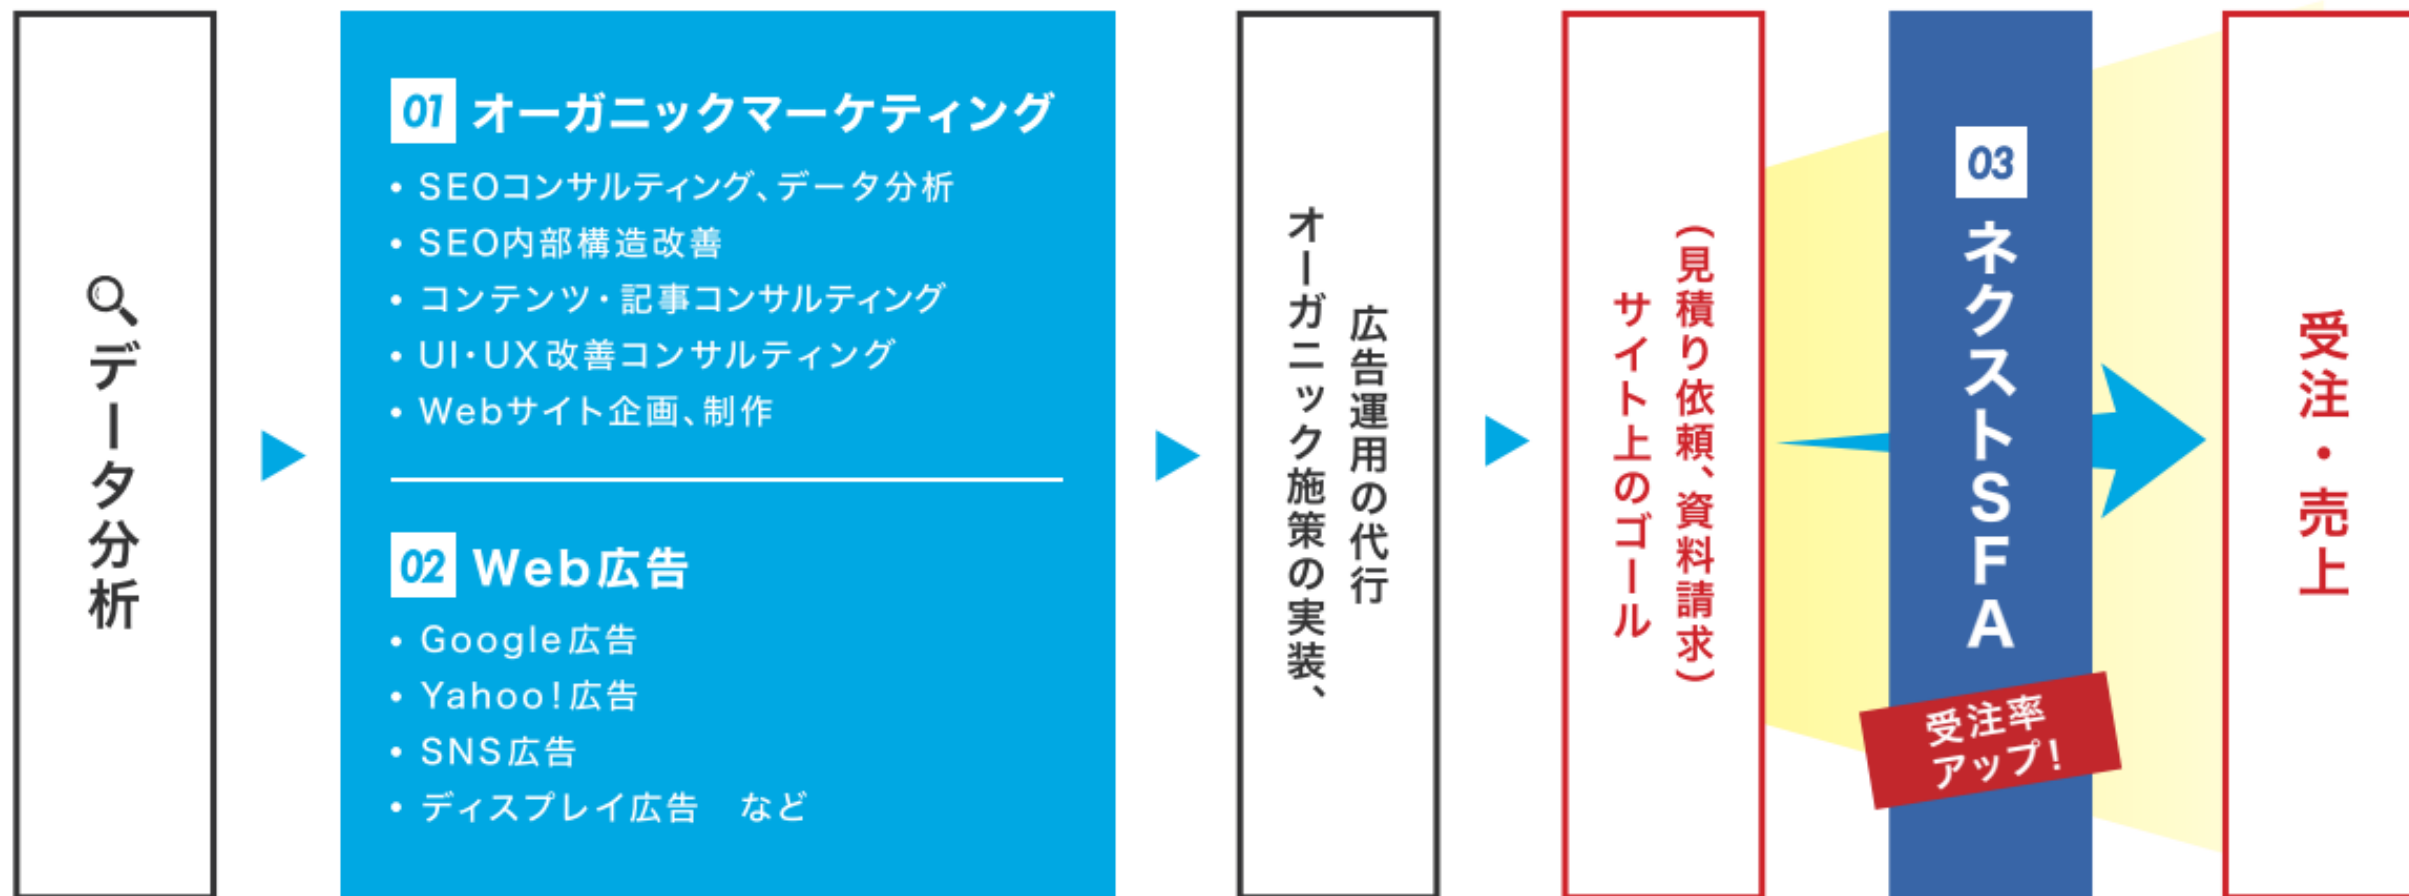 データ分析
01 オーガニックマーケティング
• SEOコンサルティング、データ分析
• SEO内部構造改善
• コンテンツ・記事コンサルティング
• UI・UX改善コンサルティング
• Webサイト企画、制作
02 Web広告
• Google広告
• Yahoo!広告
• SNS広告
• ディスプレイ広告　など
オーガニック施策の実装、
広告運用の代行
サイト上のゴール
(見積り依頼、資料請求)
03 ネクストSFA
受注率
アップ!
受注・売上